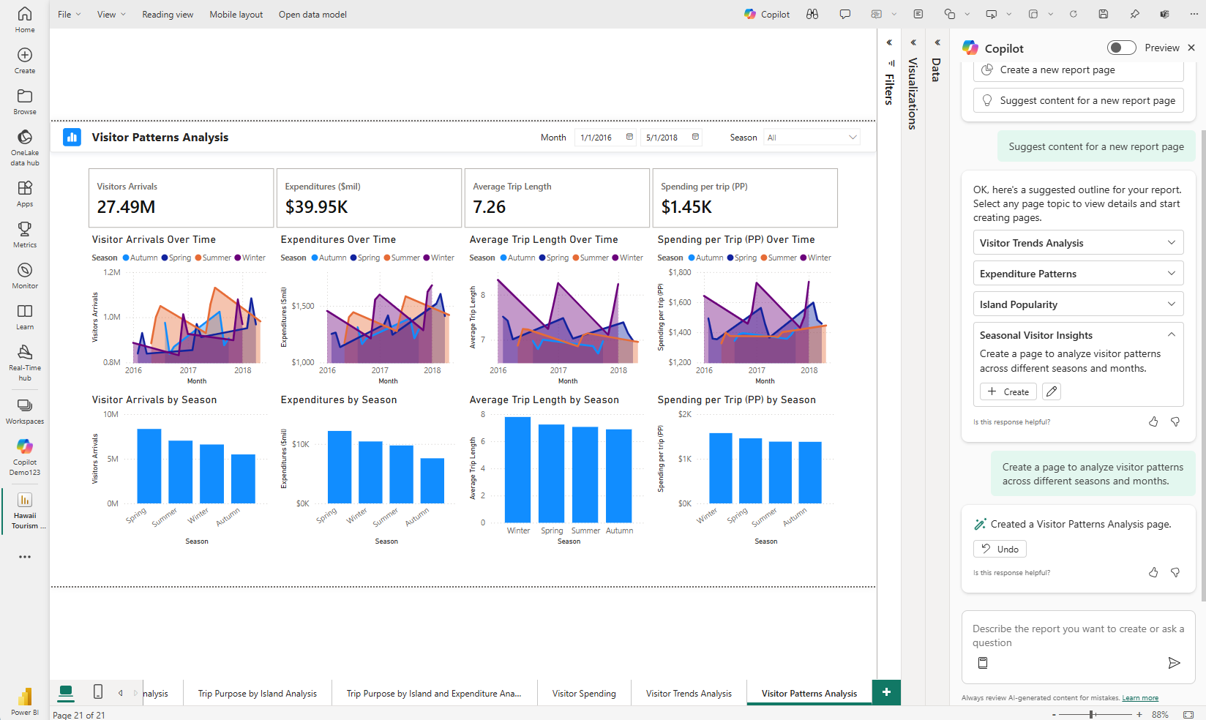 File
View
Reading view
Mobile layout
Open data model
Copilot
Home
Create
Browse
OneLake
data hub
Apps
Metrics
Monitor
Learn
Real-Time
hub
Workspaces
Copilot
Demo123
Hawaii
Tourism ...
Power BI
Visitor Patterns Analysis
Month
1/1/2016
5/1/2018
Season
All
Visitors Arrivals
27.49M
Expenditures ($mil)
$39.95K
Average Trip Length
7.26
Spending per trip (PP)
$1.45K
Visitor Arrivals Over Time
Season Autumn Spring Summer Winter
Visitors Arrivals
1.2M
1.0M
0.8M
2016 2017 2018
Month
Expenditures Over Time
Season Autumn Spring Summer Winter
Expenditures ($mil)
$1,500
$1,000
2016 2017 2018
Month
Average Trip Length Over Time
Season Autumn Spring Summer Winter
Average Trip Length
8
7
2016 2017 2018
Month
Spending per Trip (PP) Over Time
Season Autumn Spring Summer Winter
Spending per trip (PP)
$1,800
$1,600
$1,400
$1,200
2016 2017 2018
Month
Visitor Arrivals by Season
Visitors Arrivals
10M
5M
0M
Spring Summer Winter Autumn
Season
Expenditures by Season
Expenditures ($mil)
$10K
$0K
Spring Winter Summer Autumn
Season
Average Trip Length by Season
Average Trip Length
8
6
4
2
0
Winter Spring Summer Autumn
Season
Spending per Trip (PP) by Season
Spending per trip (PP)
$2K
$1K
$0K
Winter Spring Summer Autumn
Season
Filters
Visualizations
Data
Copilot
Preview
Create a new report page
Suggest content for a new report page
Suggest content for a new report page
OK, here's a suggested outline for your report.
Select any page topic to view details and start
creating pages.
Visitor Trends Analysis
Expenditure Patterns
Island Popularity
Seasonal Visitor Insights
Create a page to analyze visitor patterns
across different seasons and months.
Create
Is this response helpful?
Create a page to analyze visitor patterns
across different seasons and months.
Created a Visitor Patterns Analysis page.
Undo
Is this response helpful?
Describe the report you want to create or ask a
question
Always review AI-generated content for mistakes. Learn more
nalysis
Trip Purpose by Island Analysis
Trip Purpose by Island and Expenditure Ana...
Visitor Spending
Visitor Trends Analysis
Visitor Patterns Analysis
+
Page 21 of 21
- + 88%